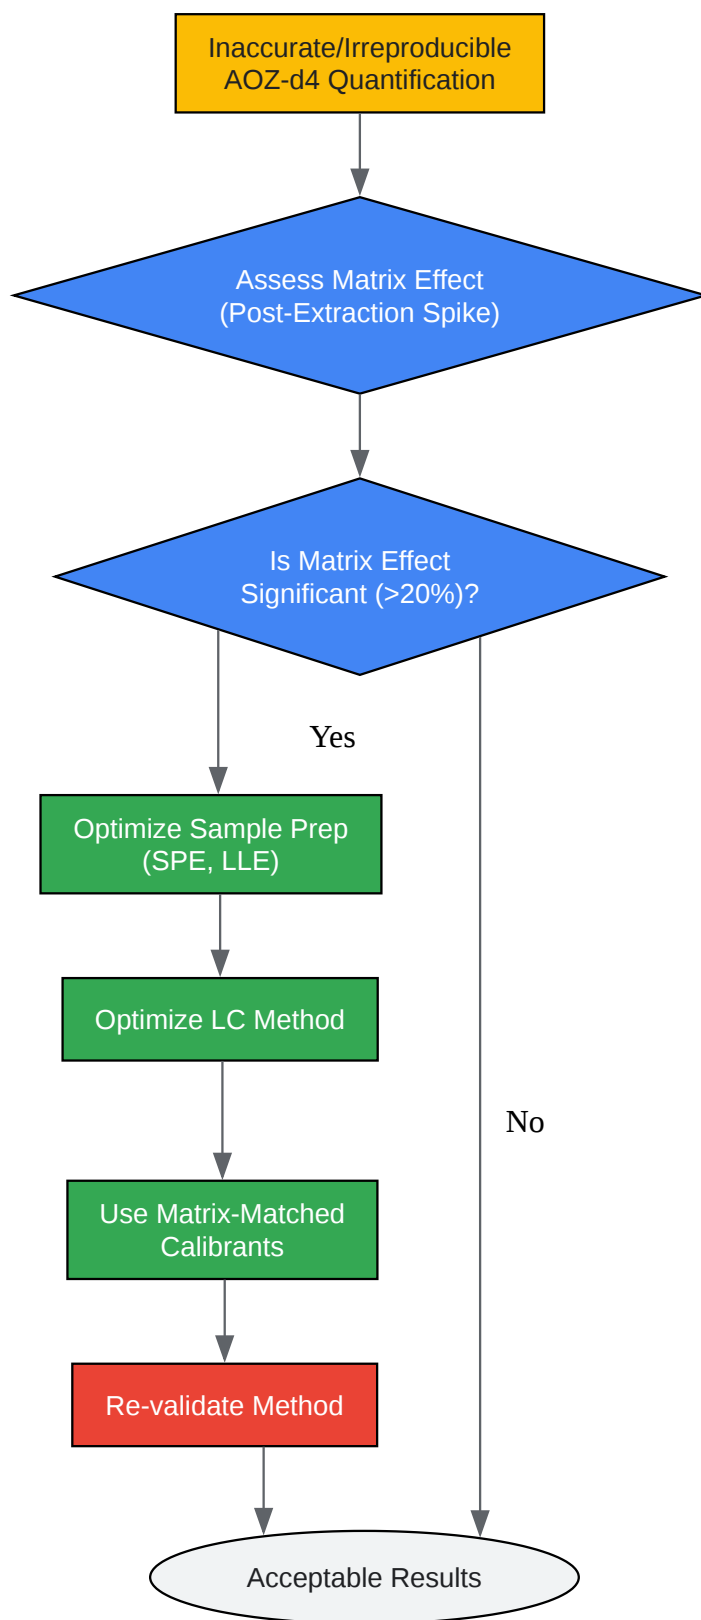 Inaccurate/Irreproducible
AOZ-d4 Quantification
Assess Matrix Effect
(Post-Extraction Spike)
Is Matrix Effect
Significant (>20%)?
Yes
Optimize Sample Prep
(SPE, LLE)
Optimize LC Method
No
Use Matrix-Matched
Calibrants
Re-validate Method
Acceptable Results